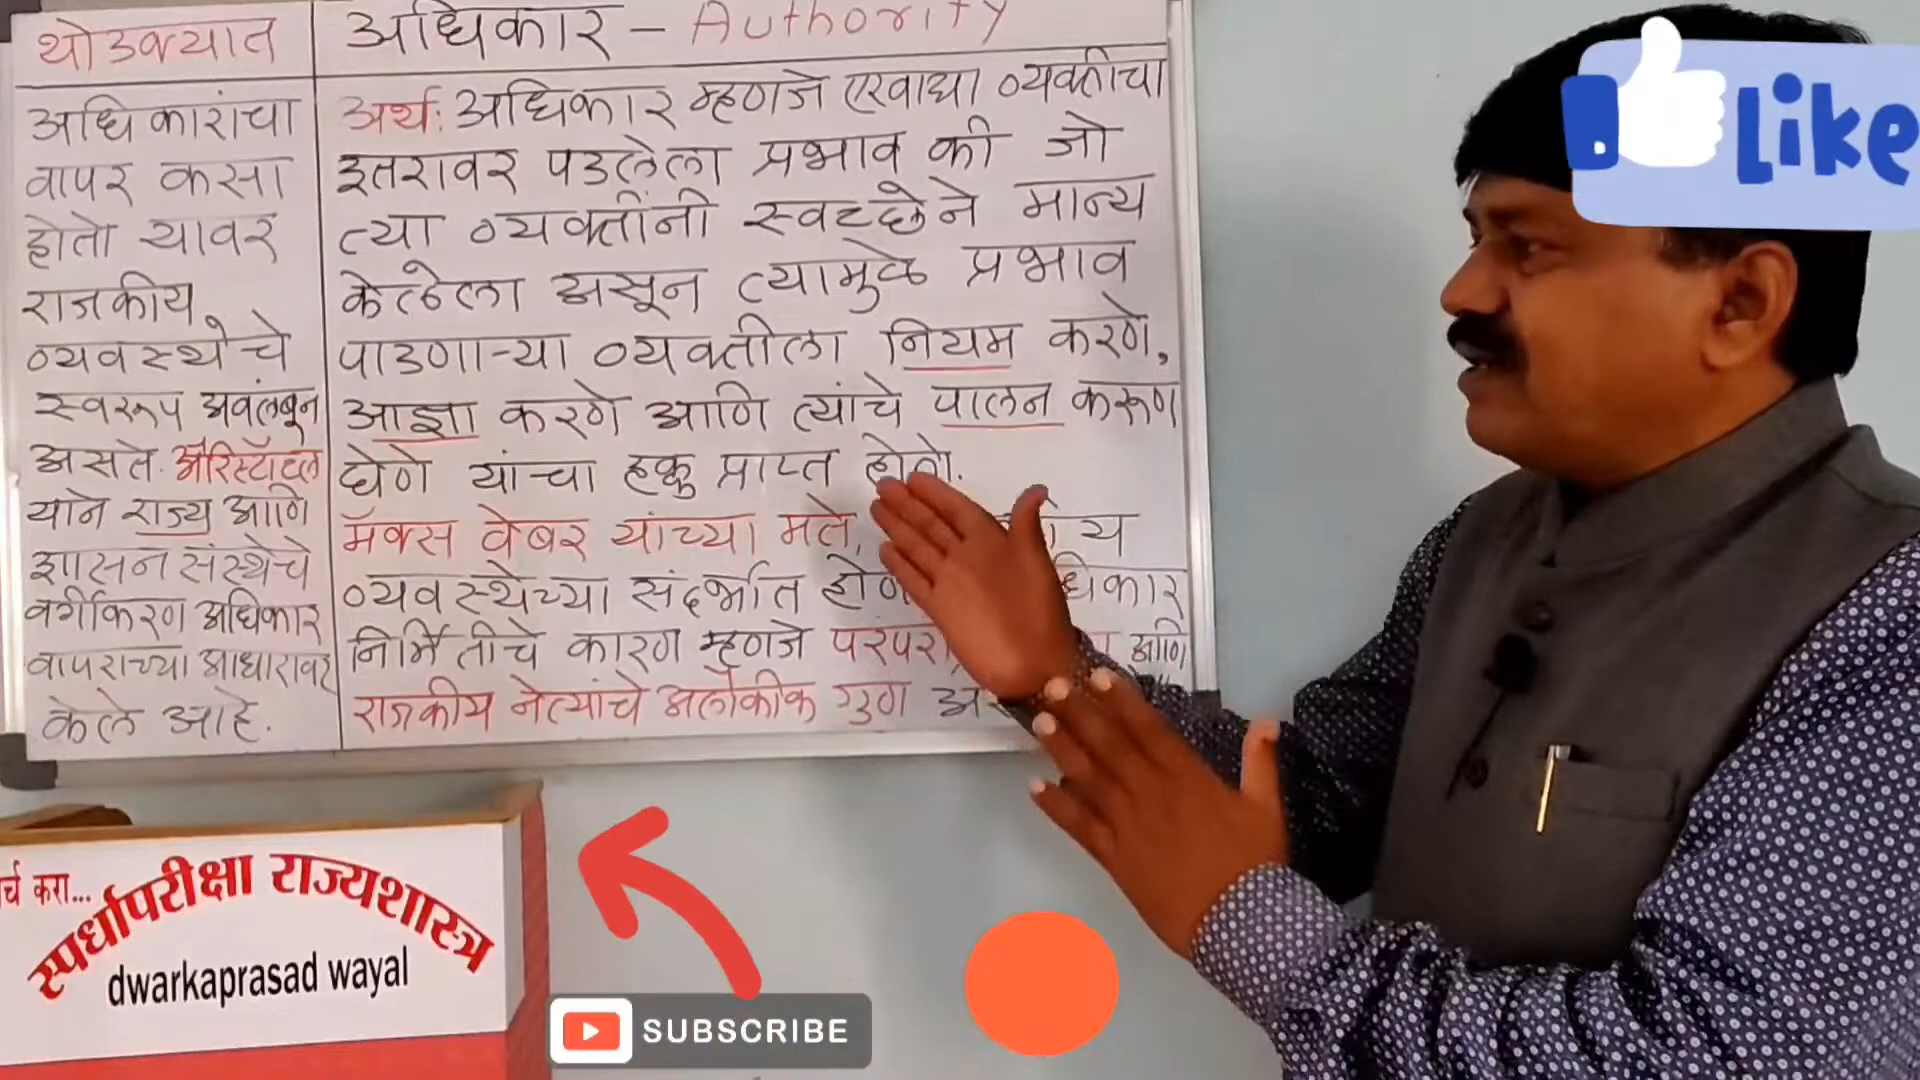 थोडक्यात
अधिकार – Authority
अधिकारांचा
वापर कसा
होतो यावर
राजकीय
व्यवस्थेचे
स्वरूप अवलंबून
असते. ॲरिस्टॉटल
याने राज्य आणि
शासन संस्थेचे
वर्गीकरण अधिकार
वापराच्या आधारावर
केले आहे.
अर्थ: अधिकार म्हणजे एखाद्या व्यक्तीचा
इतरावर पडलेला प्रभाव की जो
त्या व्यक्तींनी स्वच्छेने मान्य
केलेला असून त्यामुळे प्रभाव
पाडणाऱ्या व्यक्तीला नियम करणे,
आज्ञा करणे आणि त्यांचे पालन करूण
घेणे यांचा हक्क प्राप्त होतो.
मॅक्स वेबर यांच्या मते, य
व्यवस्थेच्या संदर्भात धिकार
निर्मितीचे कारण म्हणजे परंपरा आणि
राजकीय नेत्यांचे अलौकीक गुण
Like
र्च करा...
स्पर्धापरीक्षा राज्यशास्त्र
dwarkaprasad wayal
SUBSCRIBE